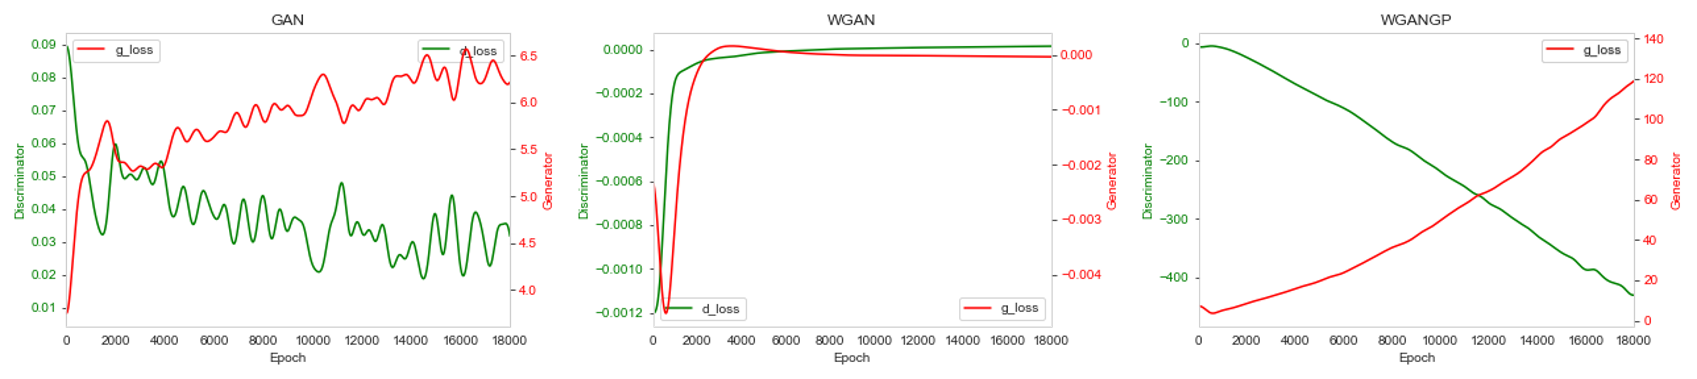 GAN
g_loss
d_loss
0.09
0.08
0.07
0.06
0.05
0.04
0.03
0.02
0.01
Discriminator
6.5
6.0
5.5
5.0
4.5
4.0
Generator
0 2000 4000 6000 8000 10000 12000 14000 16000 18000
Epoch
WGAN
0.0000
−0.0002
−0.0004
−0.0006
−0.0008
−0.0010
−0.0012
Discriminator
0.000
−0.001
−0.002
−0.003
−0.004
Generator
d_loss
g_loss
0 2000 4000 6000 8000 10000 12000 14000 16000 18000
Epoch
WGANGP
g_loss
0
−100
−200
−300
−400
Discriminator
140
120
100
80
60
40
20
0
Generator
0 2000 4000 6000 8000 10000 12000 14000 16000 18000
Epoch